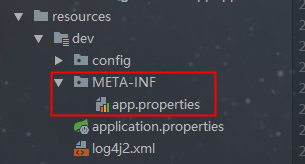 resources
dev
config
META-INF
app.properties
application.properties
log4j2.xml